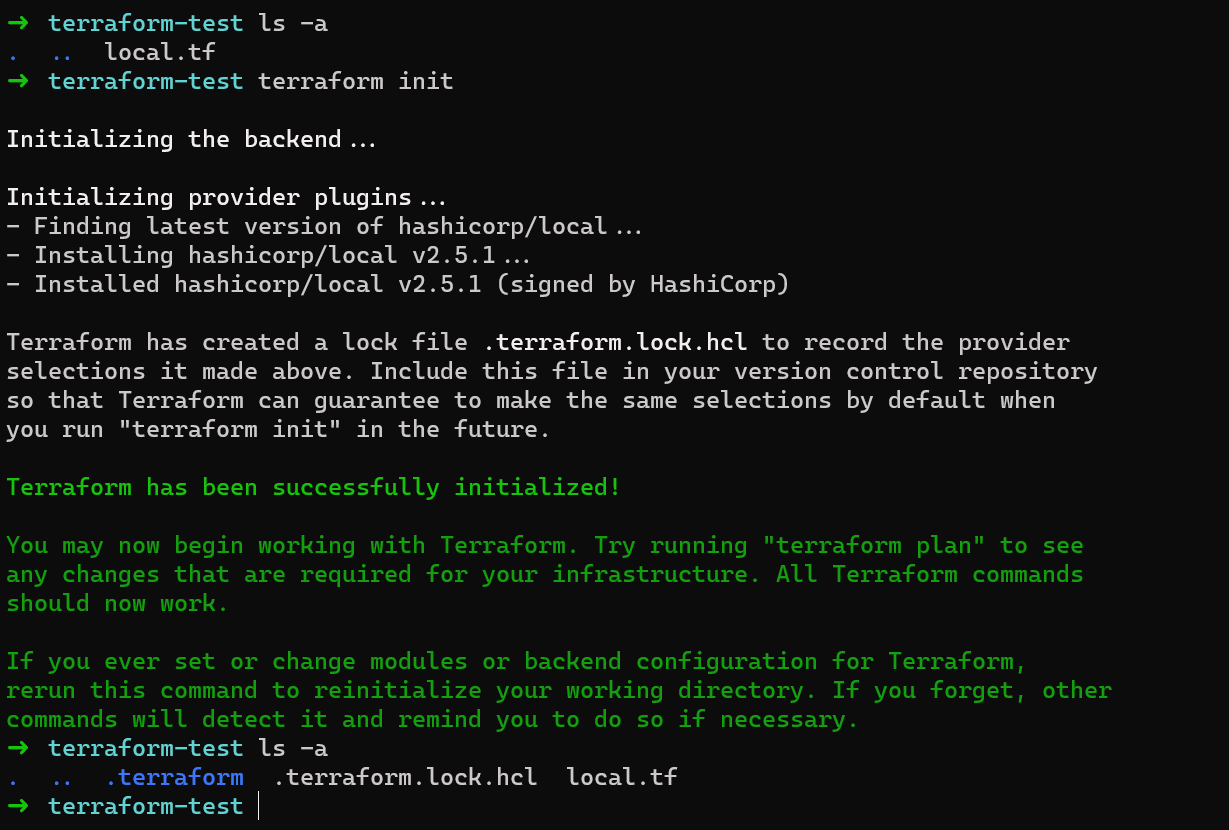 ➜  terraform-test ls -a
.  ..  local.tf
➜  terraform-test terraform init
Initializing the backend...
Initializing provider plugins...
- Finding latest version of hashicorp/local...
- Installing hashicorp/local v2.5.1...
- Installed hashicorp/local v2.5.1 (signed by HashiCorp)
Terraform has created a lock file .terraform.lock.hcl to record the provider
selections it made above. Include this file in your version control repository
so that Terraform can guarantee to make the same selections by default when
you run "terraform init" in the future.
Terraform has been successfully initialized!
You may now begin working with Terraform. Try running "terraform plan" to see
any changes that are required for your infrastructure. All Terraform commands
should now work.
If you ever set or change modules or backend configuration for Terraform,
rerun this command to reinitialize your working directory. If you forget, other
commands will detect it and remind you to do so if necessary.
➜  terraform-test ls -a
.  ..  .terraform  .terraform.lock.hcl  local.tf
➜  terraform-test